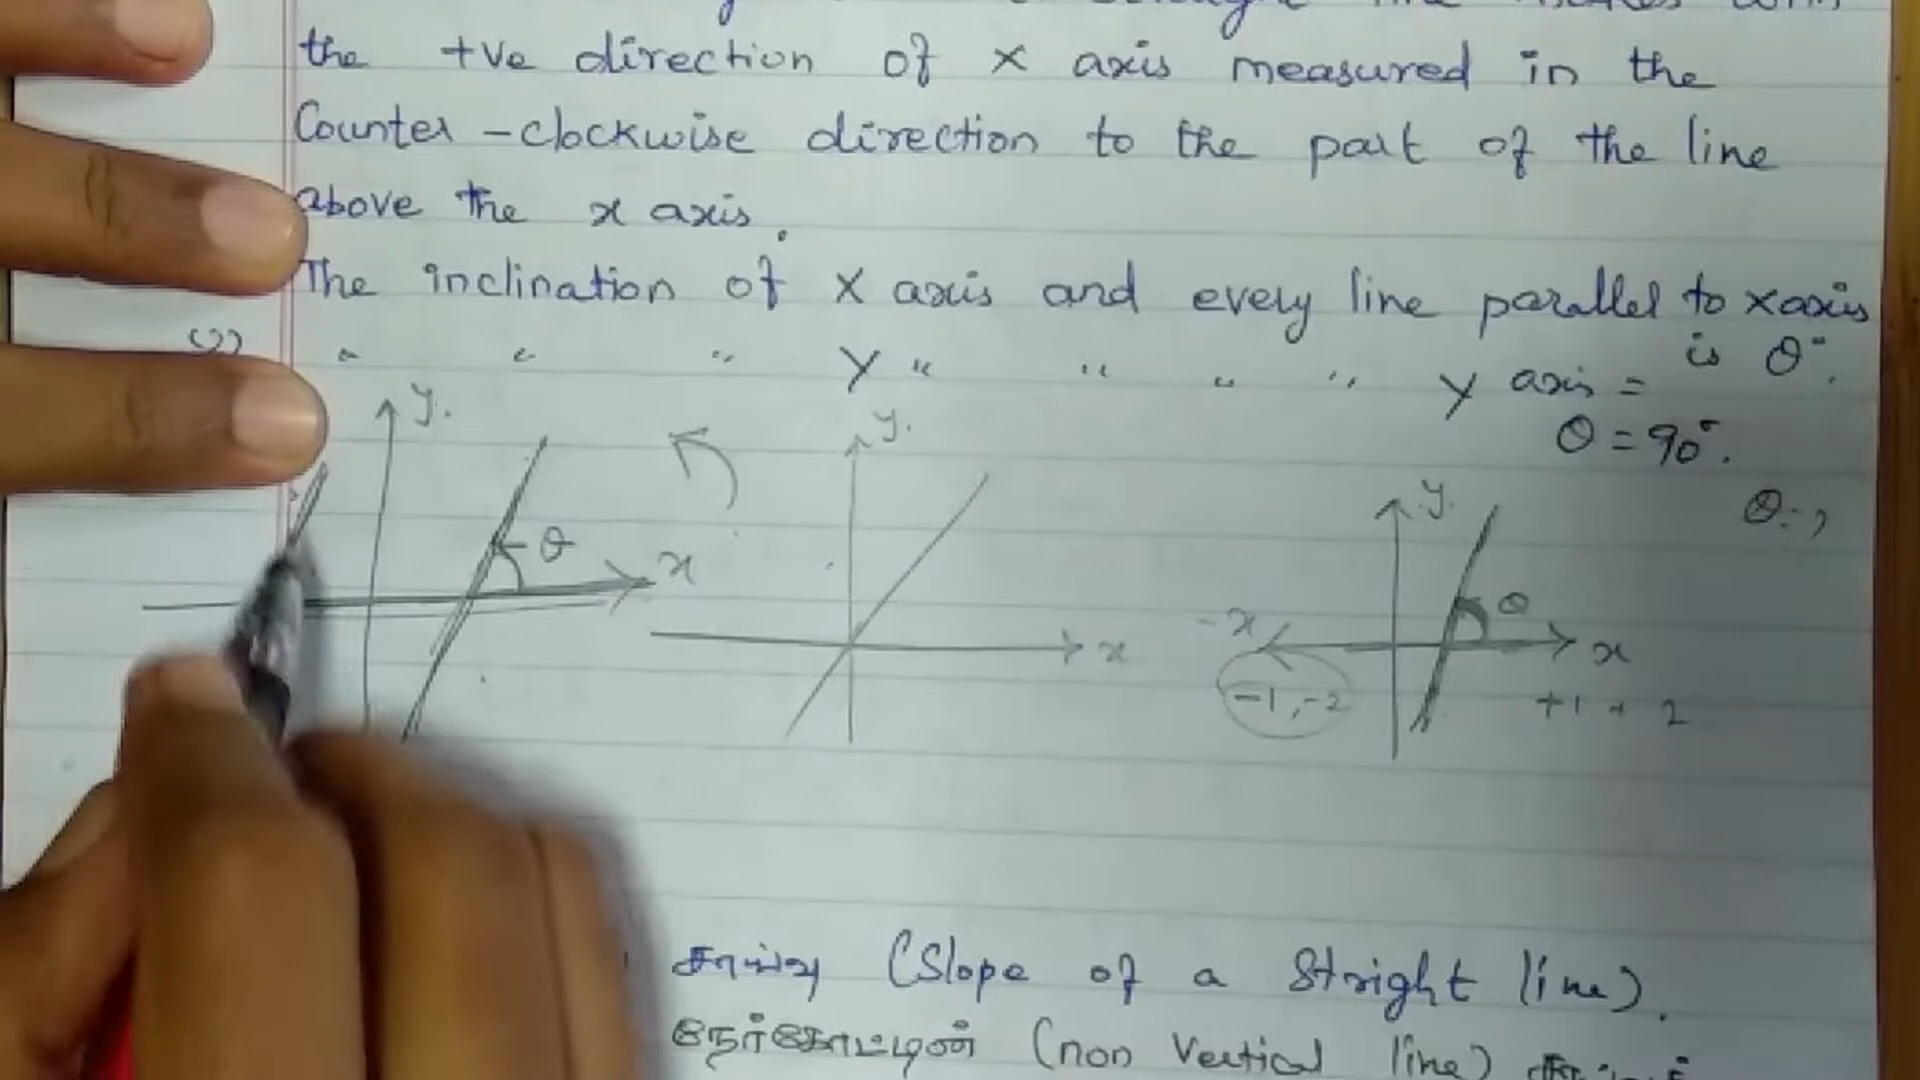 the +ve direction of x axis measured in the
Counter-clockwise direction to the part of the line
above the x axis.
The inclination of X axis and every line parallel to x axis
is 0°.
" " " Y " " " " Y axis =
θ = 90°.
y.
θ
x
y.
x
y.
θ
-x
x
-1,-2
+1 + 2
சாய்வு (Slope of a Stright line).
நேர்கோட்டின் (non Vertical line)